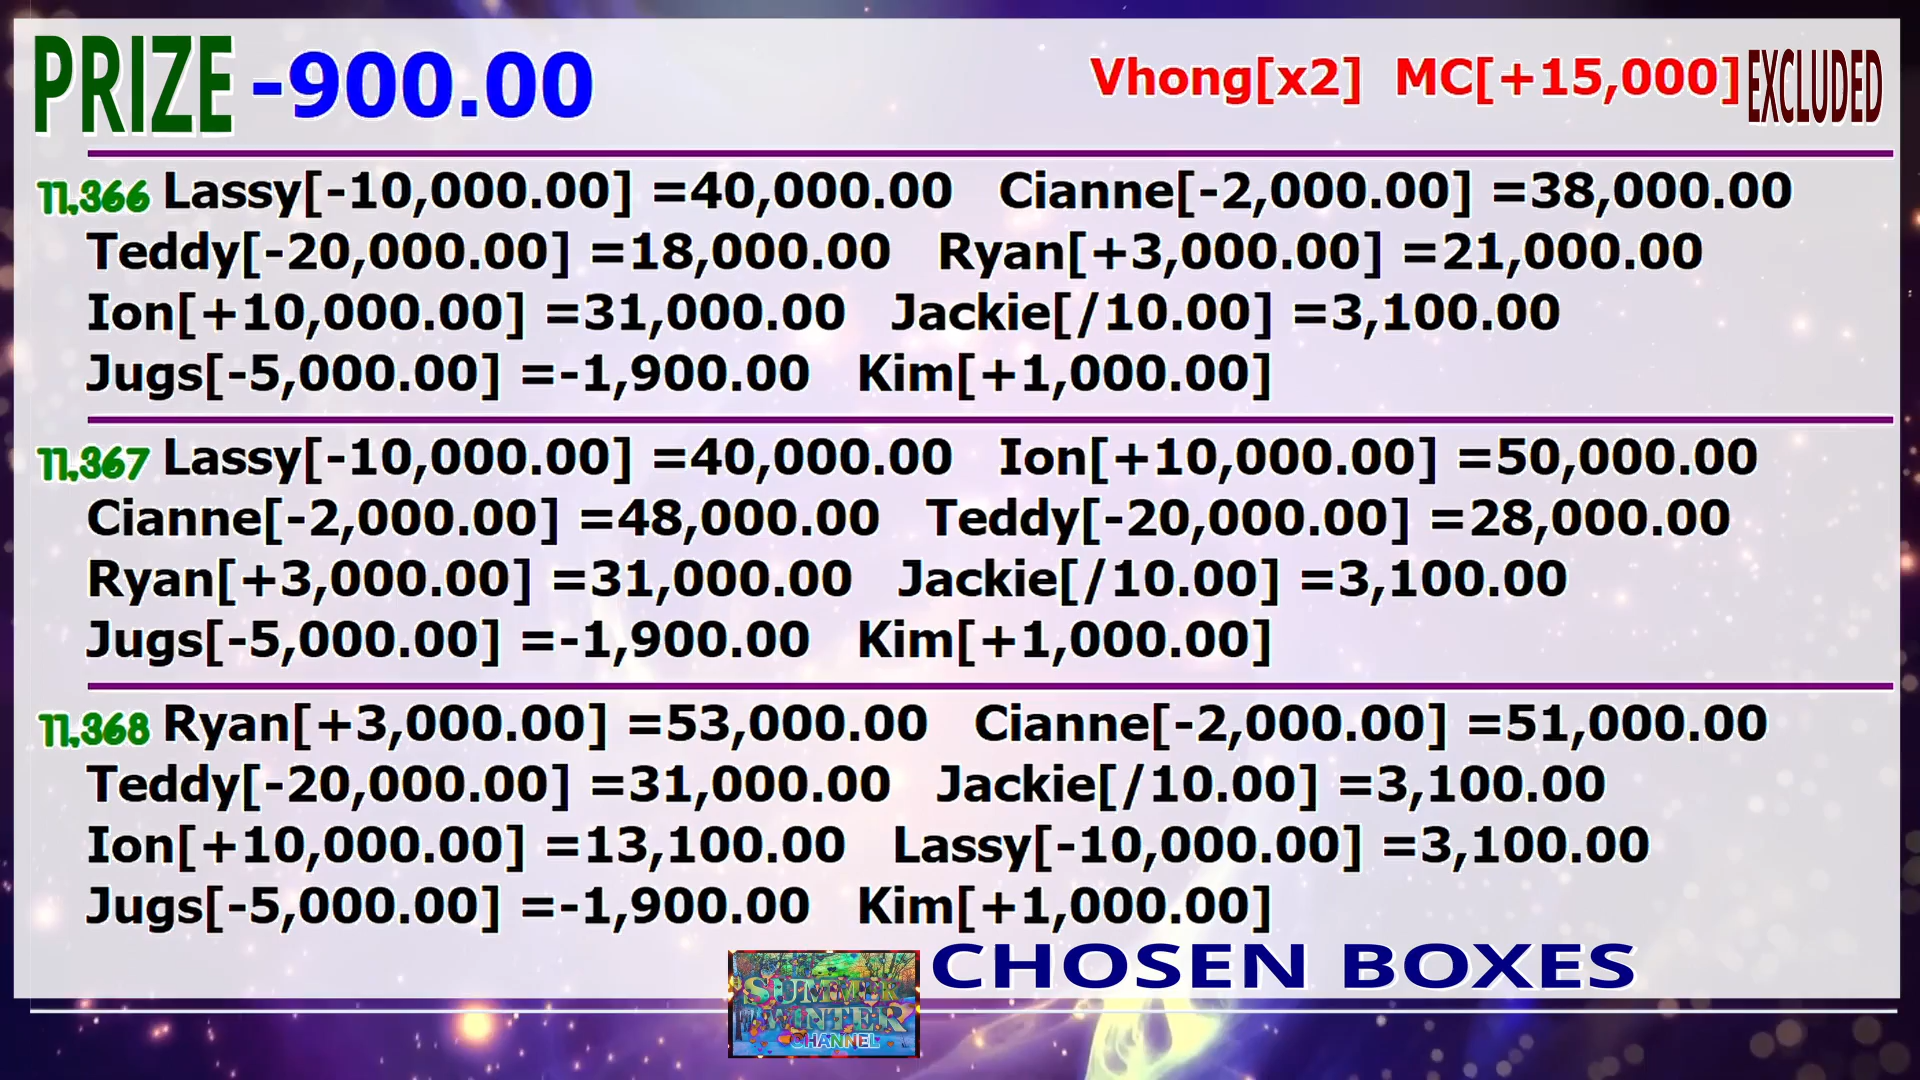 PRIZE -900.00 Vhong[x2] MC[+15,000] EXCLUDED
11,366 Lassy[-10,000.00] =40,000.00 Cianne[-2,000.00] =38,000.00
Teddy[-20,000.00] =18,000.00 Ryan[+3,000.00] =21,000.00
Ion[+10,000.00] =31,000.00 Jackie[/10.00] =3,100.00
Jugs[-5,000.00] =-1,900.00 Kim[+1,000.00]
11,367 Lassy[-10,000.00] =40,000.00 Ion[+10,000.00] =50,000.00
Cianne[-2,000.00] =48,000.00 Teddy[-20,000.00] =28,000.00
Ryan[+3,000.00] =31,000.00 Jackie[/10.00] =3,100.00
Jugs[-5,000.00] =-1,900.00 Kim[+1,000.00]
11,368 Ryan[+3,000.00] =53,000.00 Cianne[-2,000.00] =51,000.00
Teddy[-20,000.00] =31,000.00 Jackie[/10.00] =3,100.00
Ion[+10,000.00] =13,100.00 Lassy[-10,000.00] =3,100.00
Jugs[-5,000.00] =-1,900.00 Kim[+1,000.00]
CHOSEN BOXES
SUMMER
WINTER
CHANNEL